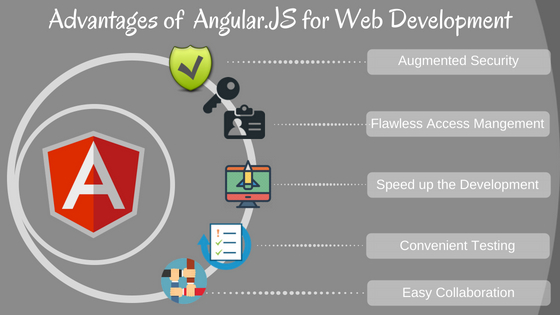 Advantages of Angular.JS for Web Development
Augmented Security
Flawless Access Mangement
Speed up the Development
Convenient Testing
Easy Collaboration